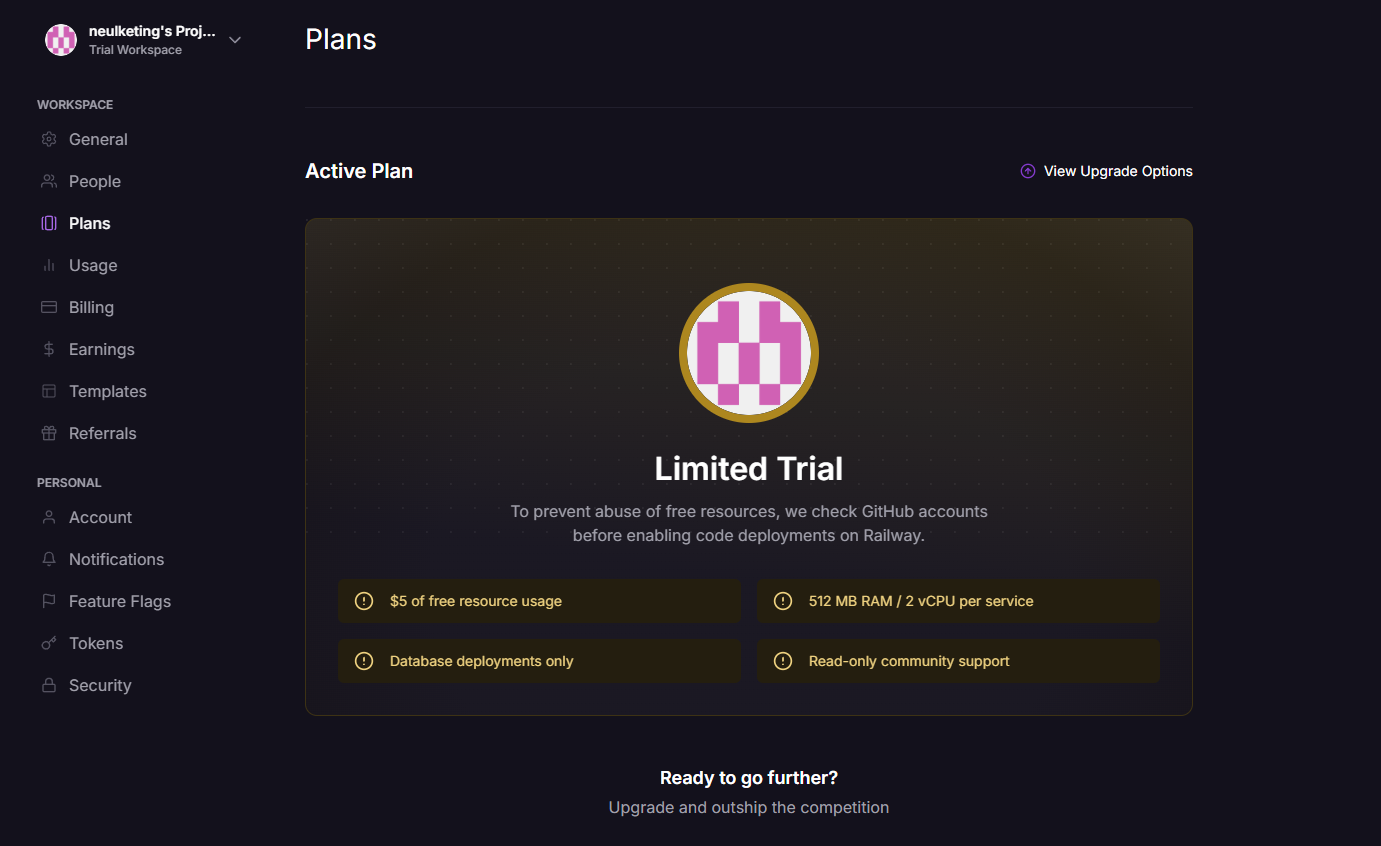 neulketing's Proj...
Trial Workspace
WORKSPACE
General
People
Plans
Usage
Billing
Earnings
Templates
Referrals
PERSONAL
Account
Notifications
Feature Flags
Tokens
Security
Plans
Active Plan
View Upgrade Options
Limited Trial
To prevent abuse of free resources, we check GitHub accounts
before enabling code deployments on Railway.
$5 of free resource usage
512 MB RAM / 2 vCPU per service
Database deployments only
Read-only community support
Ready to go further?
Upgrade and outship the competition